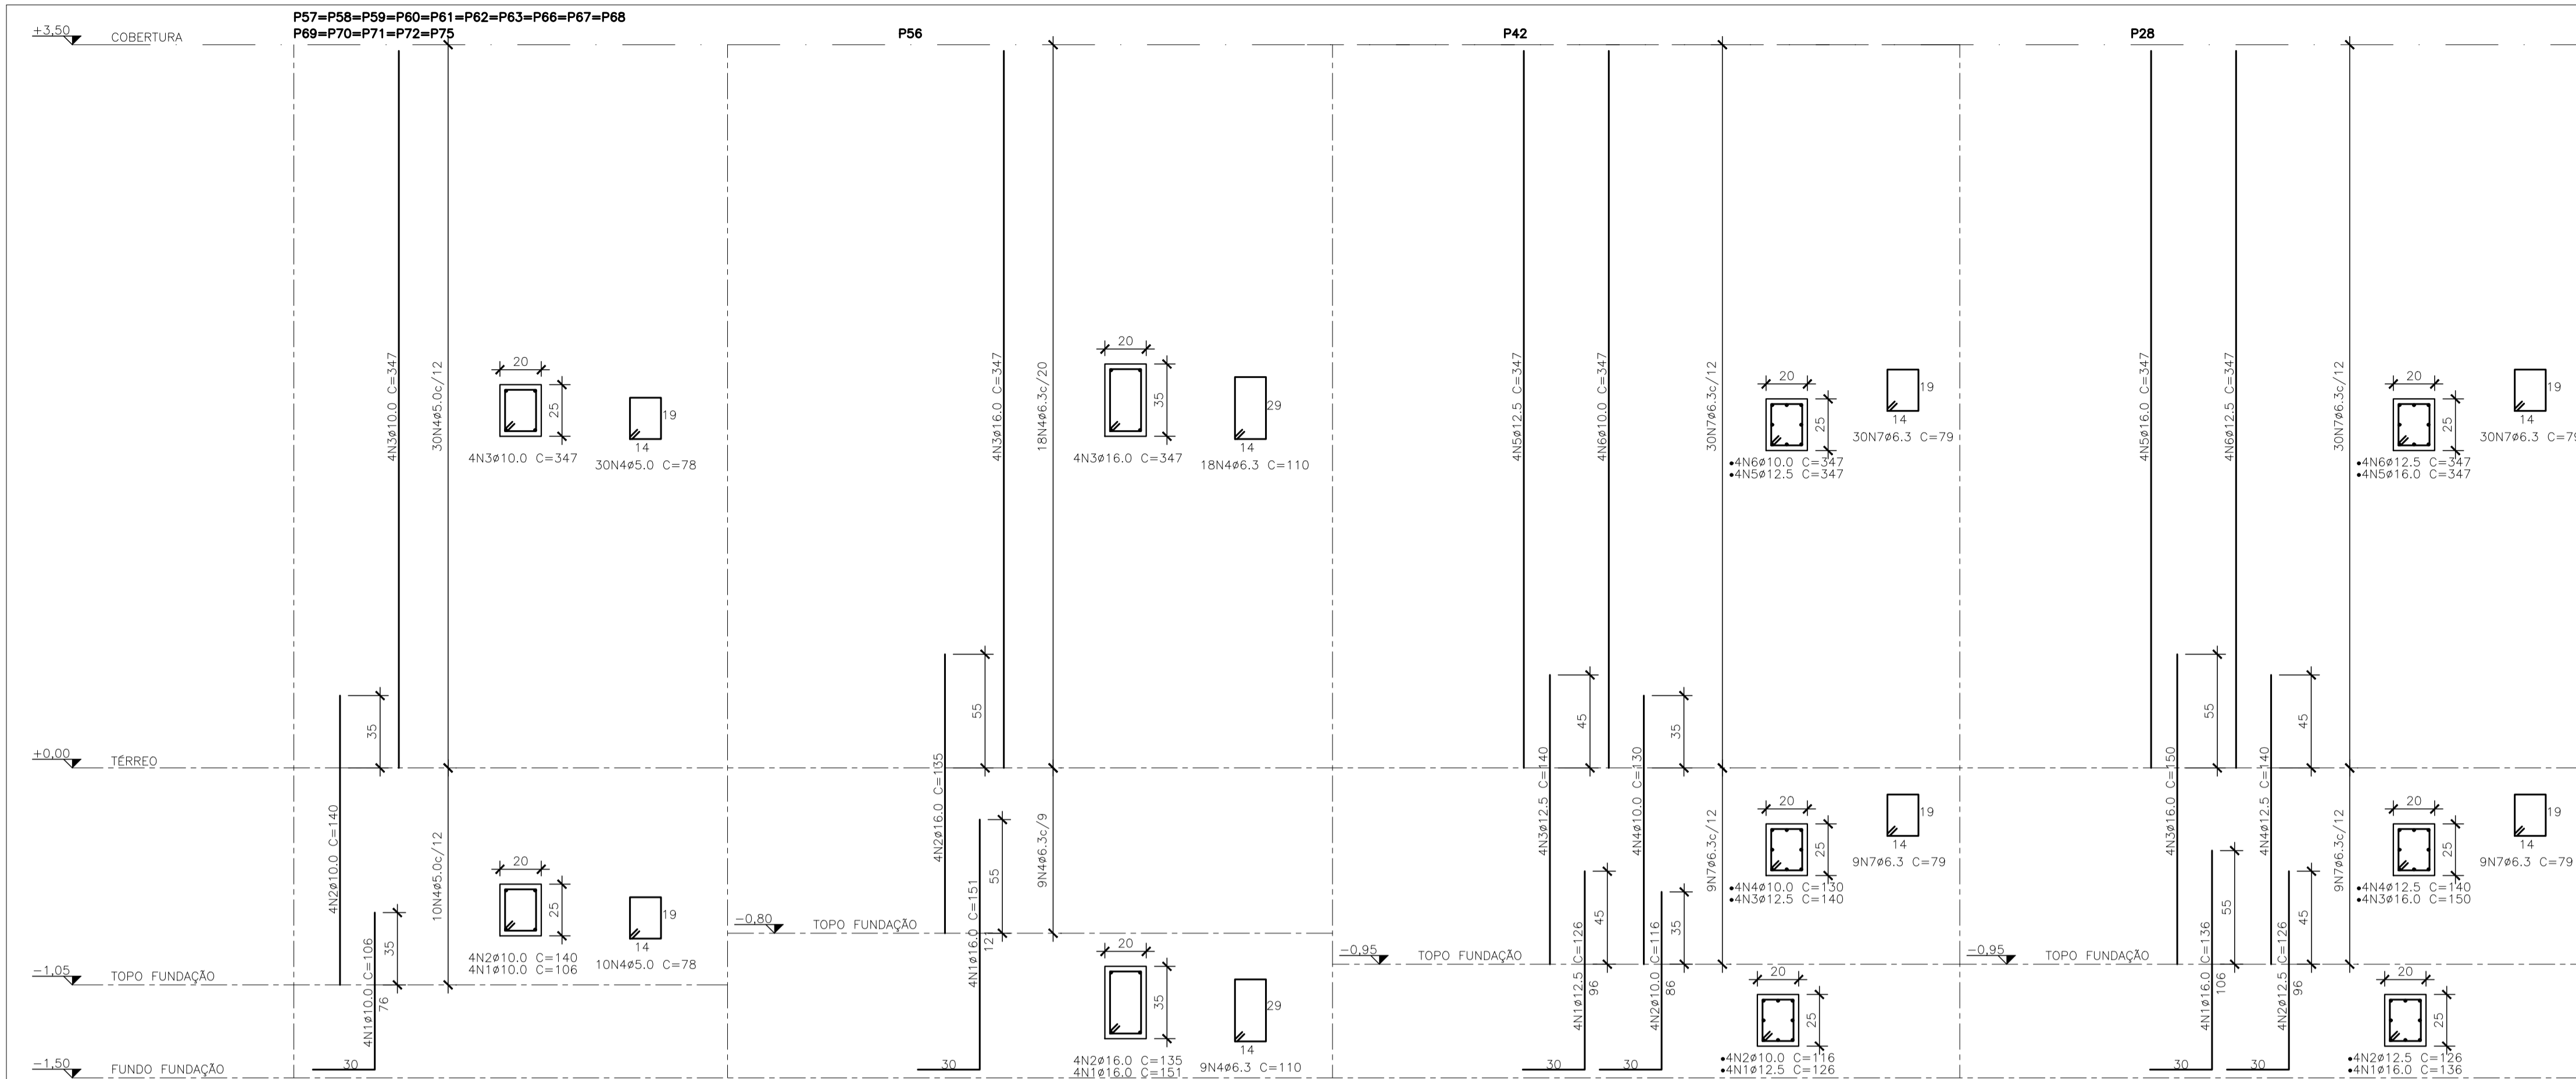 P57=P58=P59=P60=P61=P62=P63=P66=P67=P68
P69=P70=P71=P72=P75
P56
P42
P28
+3,50
COBERTURA
4N3ø10.0 C=347
30N4ø5.0c/12
20
25
4N3ø10.0 C=347
19
14
30N4ø5.0 C=78
35
4N2ø10.0 C=140
10N4ø5.0c/12
20
25
4N2ø10.0 C=140
4N1ø10.0 C=106
19
14
10N4ø5.0 C=78
4N1ø10.0 C=106
35
76
30
+0,00
TÉRREO
-1,05
TOPO FUNDAÇÃO
-1,50
FUNDO FUNDAÇÃO
4N3ø16.0 C=347
18N4ø6.3c/20
20
35
4N3ø16.0 C=347
29
14
18N4ø6.3 C=110
55
4N2ø16.0 C=135
9N4ø6.3c/9
-0,80
TOPO FUNDAÇÃO
4N1ø16.0 C=151
55
30
20
35
4N2ø16.0 C=135
4N1ø16.0 C=151
29
14
9N4ø6.3 C=110
4N5ø12.5 C=347
4N6ø10.0 C=347
30N7ø6.3c/12
20
25
4N6ø10.0 C=347
4N5ø12.5 C=347
19
14
30N7ø6.3 C=79
45
35
4N3ø12.5 C=140
4N4ø10.0 C=130
9N7ø6.3c/12
20
25
4N4ø10.0 C=130
4N3ø12.5 C=140
19
14
9N7ø6.3 C=79
-0,95
TOPO FUNDAÇÃO
4N1ø12.5 C=126
45
96
30
4N2ø10.0 C=116
35
86
30
20
25
4N2ø10.0 C=116
4N1ø12.5 C=126
4N5ø16.0 C=347
4N6ø12.5 C=347
30N7ø6.3c/12
20
25
4N6ø12.5 C=347
4N5ø16.0 C=347
19
14
30N7ø6.3 C=79
55
45
4N3ø16.0 C=150
4N4ø12.5 C=140
9N7ø6.3c/12
20
25
4N4ø12.5 C=140
4N3ø16.0 C=150
19
14
9N7ø6.3 C=79
-0,95
TOPO FUNDAÇÃO
4N1ø16.0 C=136
55
106
30
4N2ø12.5 C=126
45
96
30
20
25
4N2ø12.5 C=126
4N1ø16.0 C=136